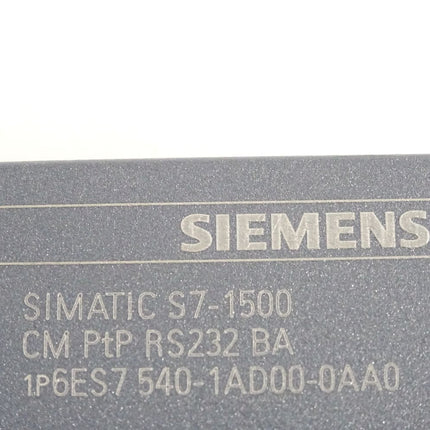 SIEMENS
SIMATIC S7-1500
CM PtP RS232 BA
1P6ES7 540-1AD00-0AA0